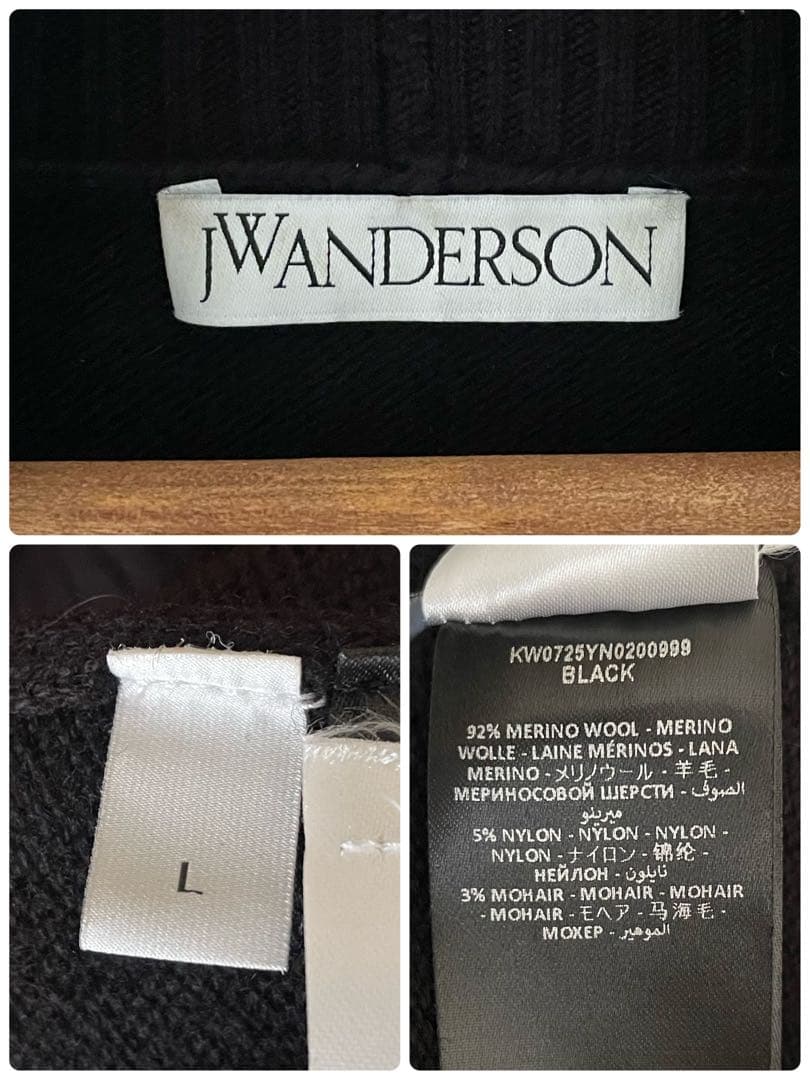 JWANDERSON
L
KW0725YN0200999
BLACK
92% MERINO WOOL - MERINO
WOLLE - LAINE MÉRINOS - LANA
MERINO - メリノウール - 羊毛 -
МЕРИНОСОВОЙ ШЕРСТИ - الصوف
ميرينو
5% NYLON - NYLON - NYLON -
NYLON - ナイロン - 锦纶 -
НЕЙЛОН - نايلون
3% MOHAIR - MOHAIR - MOHAIR
- MOHAIR - モヘア - 马海毛 -
МОХЕР - الموهير